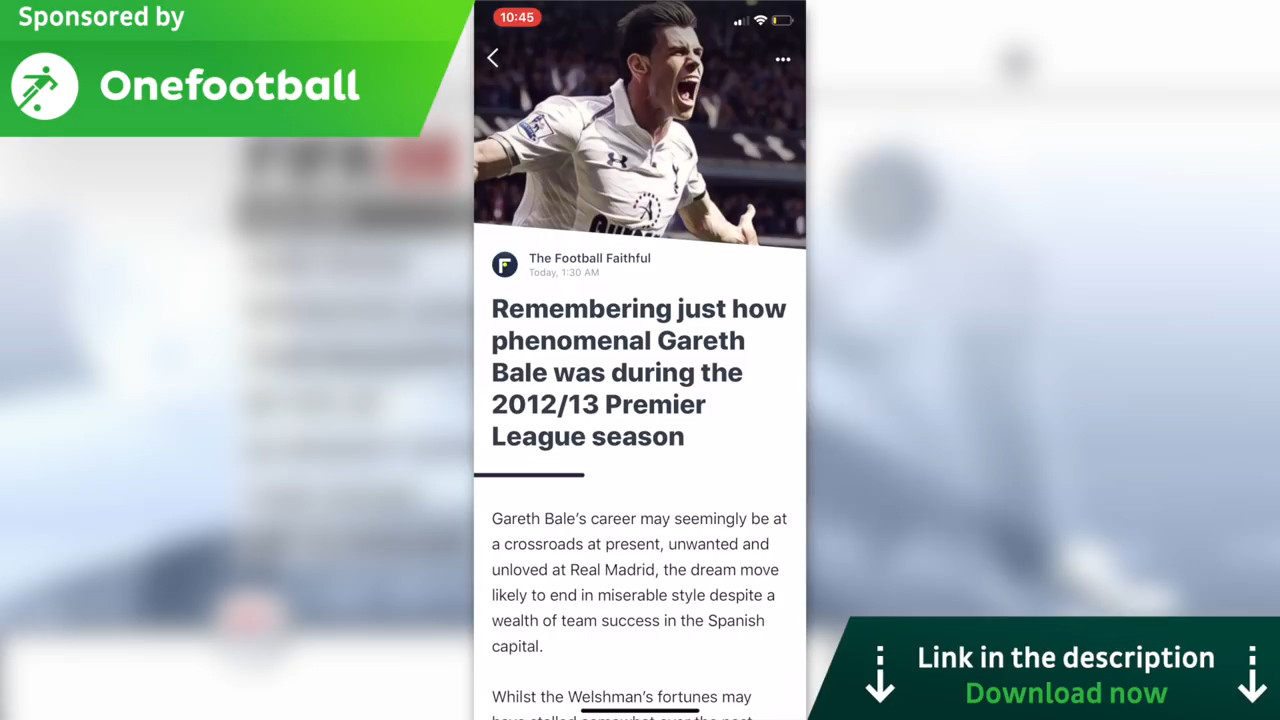 Sponsored by
Onefootball
10:45
The Football Faithful
Today, 1:30 AM
Remembering just how
phenomenal Gareth
Bale was during the
2012/13 Premier
League season
Gareth Bale’s career may seemingly be at
a crossroads at present, unwanted and
unloved at Real Madrid, the dream move
likely to end in miserable style despite a
wealth of team success in the Spanish
capital.
Whilst the Welshman’s fortunes may
Link in the description
Download now